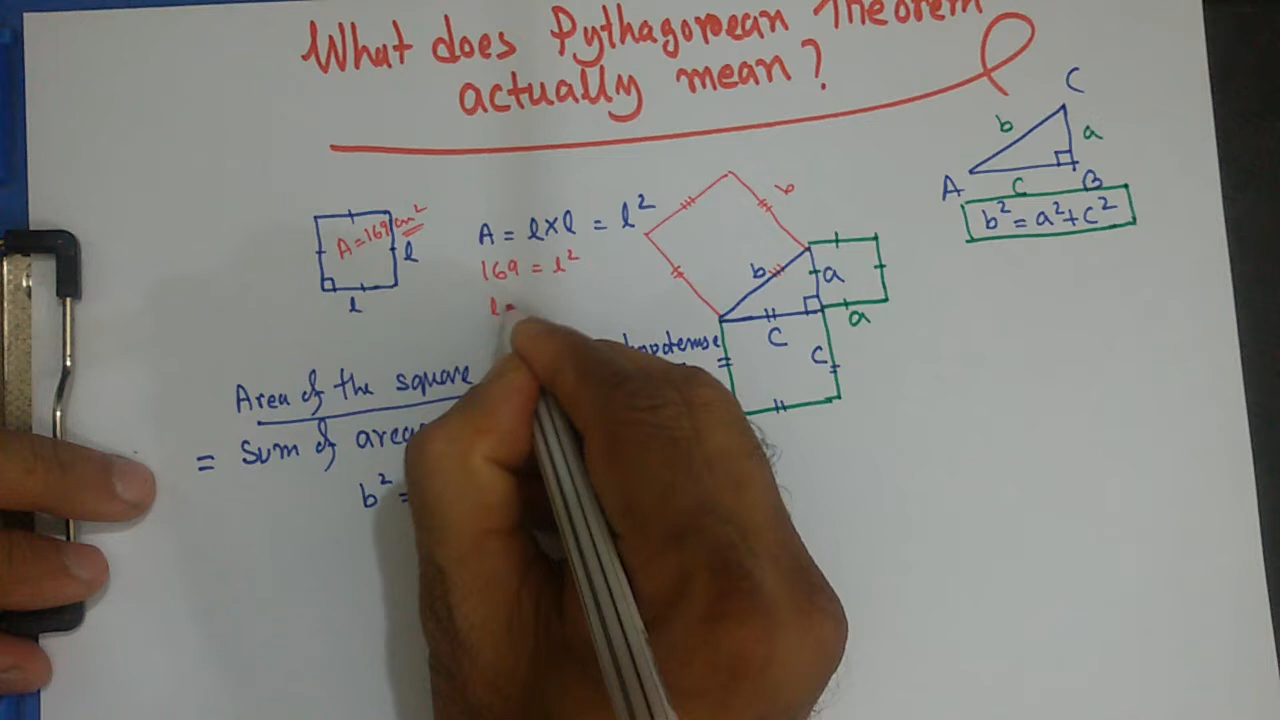 What does Pythagorean Theorem
actually mean?
C
b
a
A
c
B
b² = a² + c²
A = 169 cm²
l
l
A = l × l = l²
169 = l²
l =
b
b
a
a
c
c
Area of the square
= Sum of area
b² =